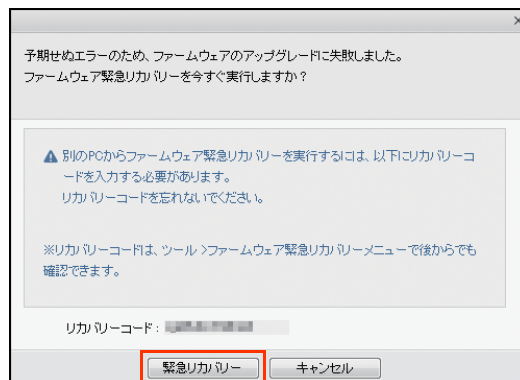 予期せぬエラーのため、ファームウェアのアップグレードに失敗しました。
ファームウェア緊急リカバリーを今すぐ実行しますか？
別のPCからファームウェア緊急リカバリーを実行するには、以下にリカバリーコ
ードを入力する必要があります。
リカバリーコードを忘れないでください。
※リカバリーコードは、ツール >ファームウェア緊急リカバリーメニューで後からでも
確認できます。
リカバリーコード :
緊急リカバリー キャンセル